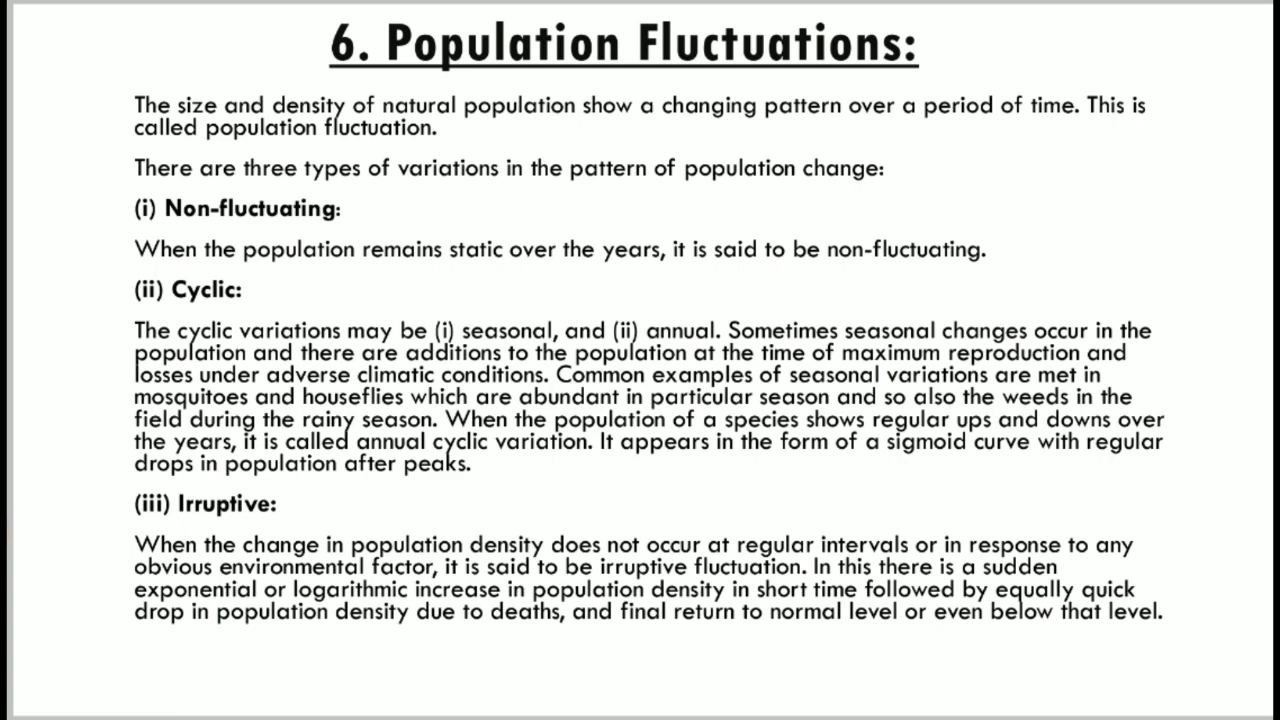 6. Population Fluctuations:
The size and density of natural population show a changing pattern over a period of time. This is
called population fluctuation.
There are three types of variations in the pattern of population change:
(i) Non-fluctuating:
When the population remains static over the years, it is said to be non-fluctuating.
(ii) Cyclic:
The cyclic variations may be (i) seasonal, and (ii) annual. Sometimes seasonal changes occur in the
population and there are additions to the population at the time of maximum reproduction and
losses under adverse climatic conditions. Common examples of seasonal variations are met in
mosquitoes and houseflies which are abundant in particular season and so also the weeds in the
field during the rainy season. When the population of a species shows regular ups and downs over
the years, it is called annual cyclic variation. It appears in the form of a sigmoid curve with regular
drops in population after peaks.
(iii) Irruptive:
When the change in population density does not occur at regular intervals or in response to any
obvious environmental factor, it is said to be irruptive fluctuation. In this there is a sudden
exponential or logarithmic increase in population density in short time followed by equally quick
drop in population density due to deaths, and final return to normal level or even below that level.